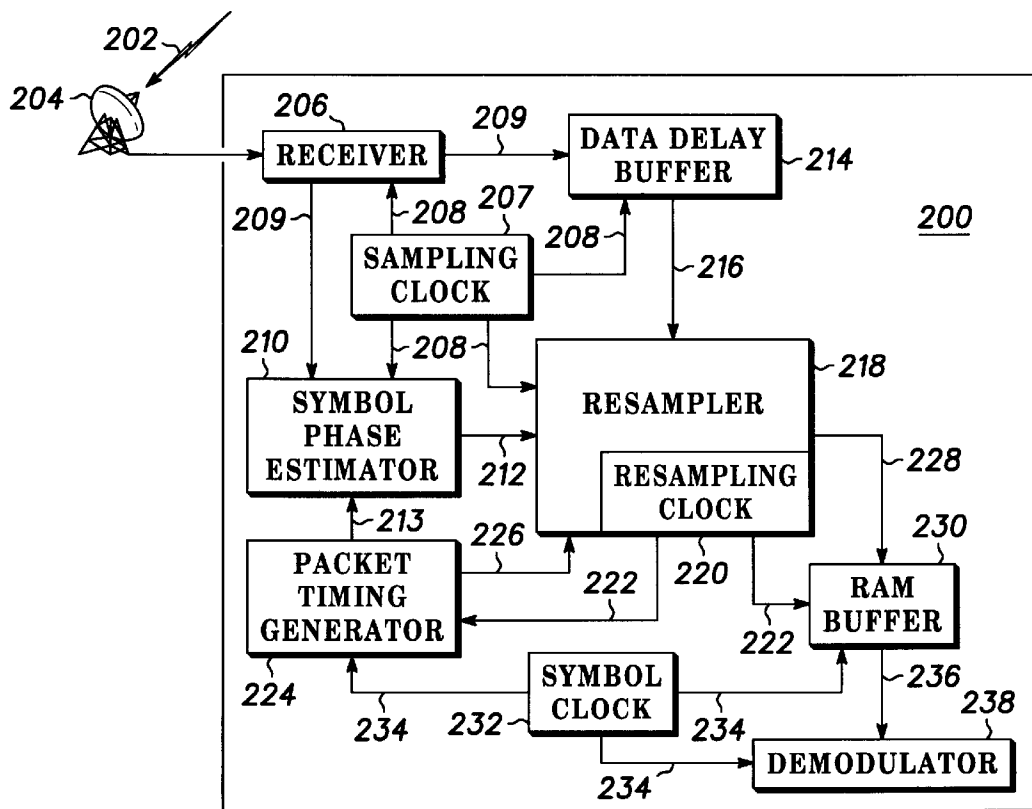 202
204
206
RECEIVER
209
DATA DELAY
BUFFER
214
209
208
207
SAMPLING
CLOCK
208
200
216
208
210
SYMBOL
PHASE
ESTIMATOR
212
RESAMPLER
218
RESAMPLING
CLOCK
228
213
226
222
220
230
PACKET
TIMING
GENERATOR
224
RAM
BUFFER
222
236
SYMBOL
CLOCK
232
234
234
234
238
DEMODULATOR